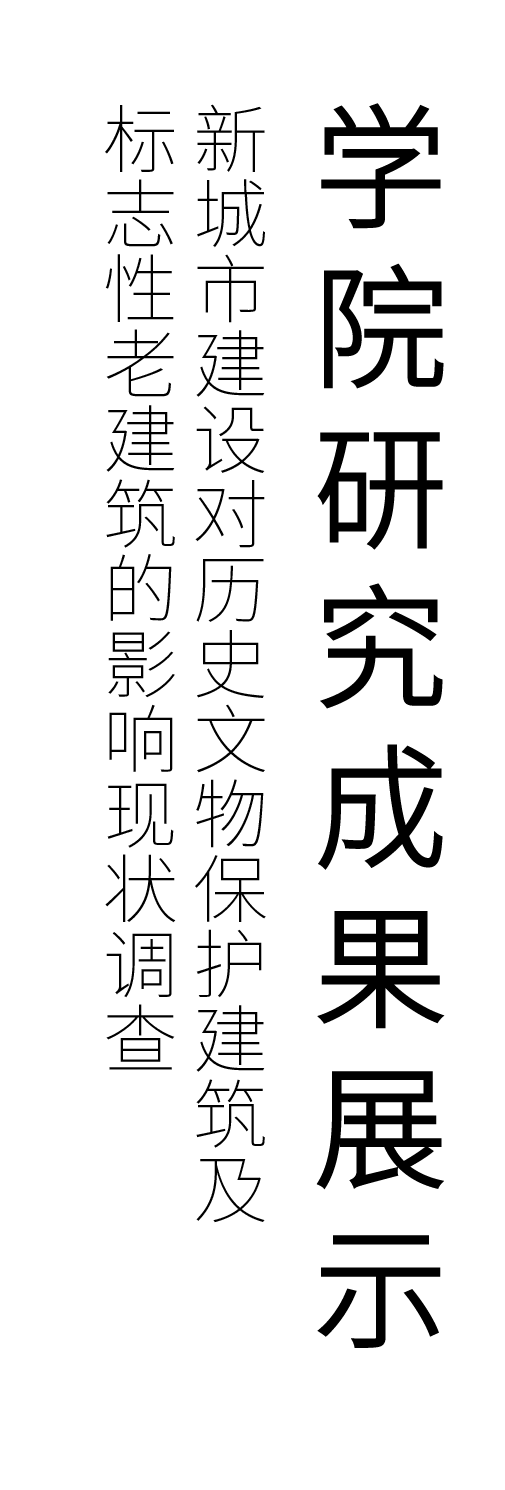 学院研究成果展示
新城市建设对历史文物保护建筑及
标志性老建筑的影响现状调查